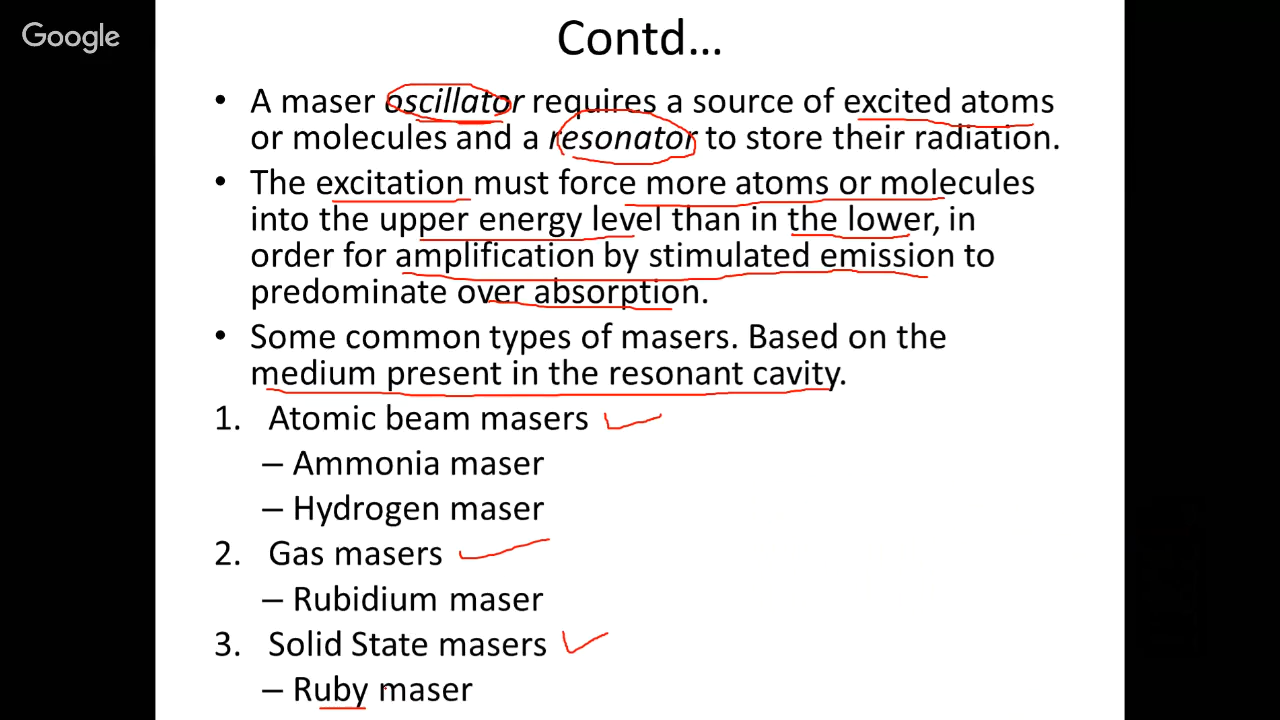 Google
Contd...
• A maser oscillator requires a source of excited atoms
or molecules and a resonator to store their radiation.
• The excitation must force more atoms or molecules
into the upper energy level than in the lower, in
order for amplification by stimulated emission to
predominate over absorption.
• Some common types of masers. Based on the
medium present in the resonant cavity.
1. Atomic beam masers
– Ammonia maser
– Hydrogen maser
2. Gas masers
– Rubidium maser
3. Solid State masers
– Ruby maser